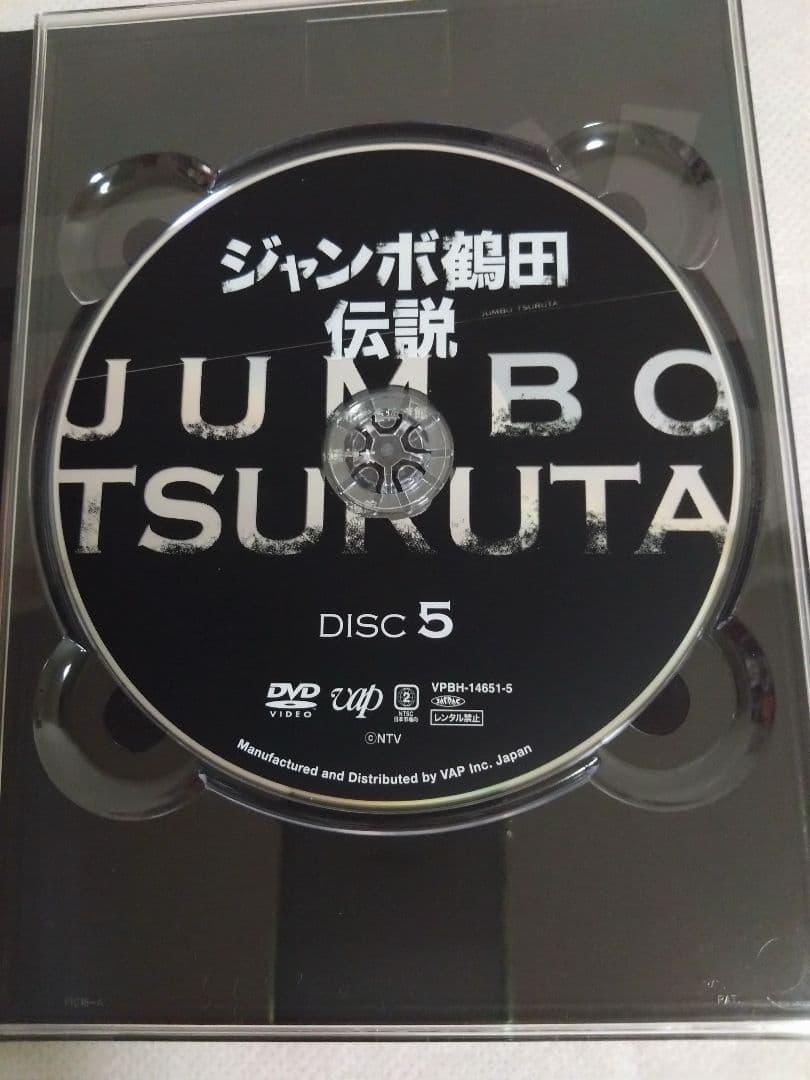 ジャンボ鶴田
伝説
JUMBO TSURUTA
JUMBO
TSURUTA
DISC 5
DVD
VIDEO
vap
2
NTSC
日本市場向
VPBH-14651-5
レンタル禁止
©NTV
Manufactured and Distributed by VAP Inc. Japan
PAT.